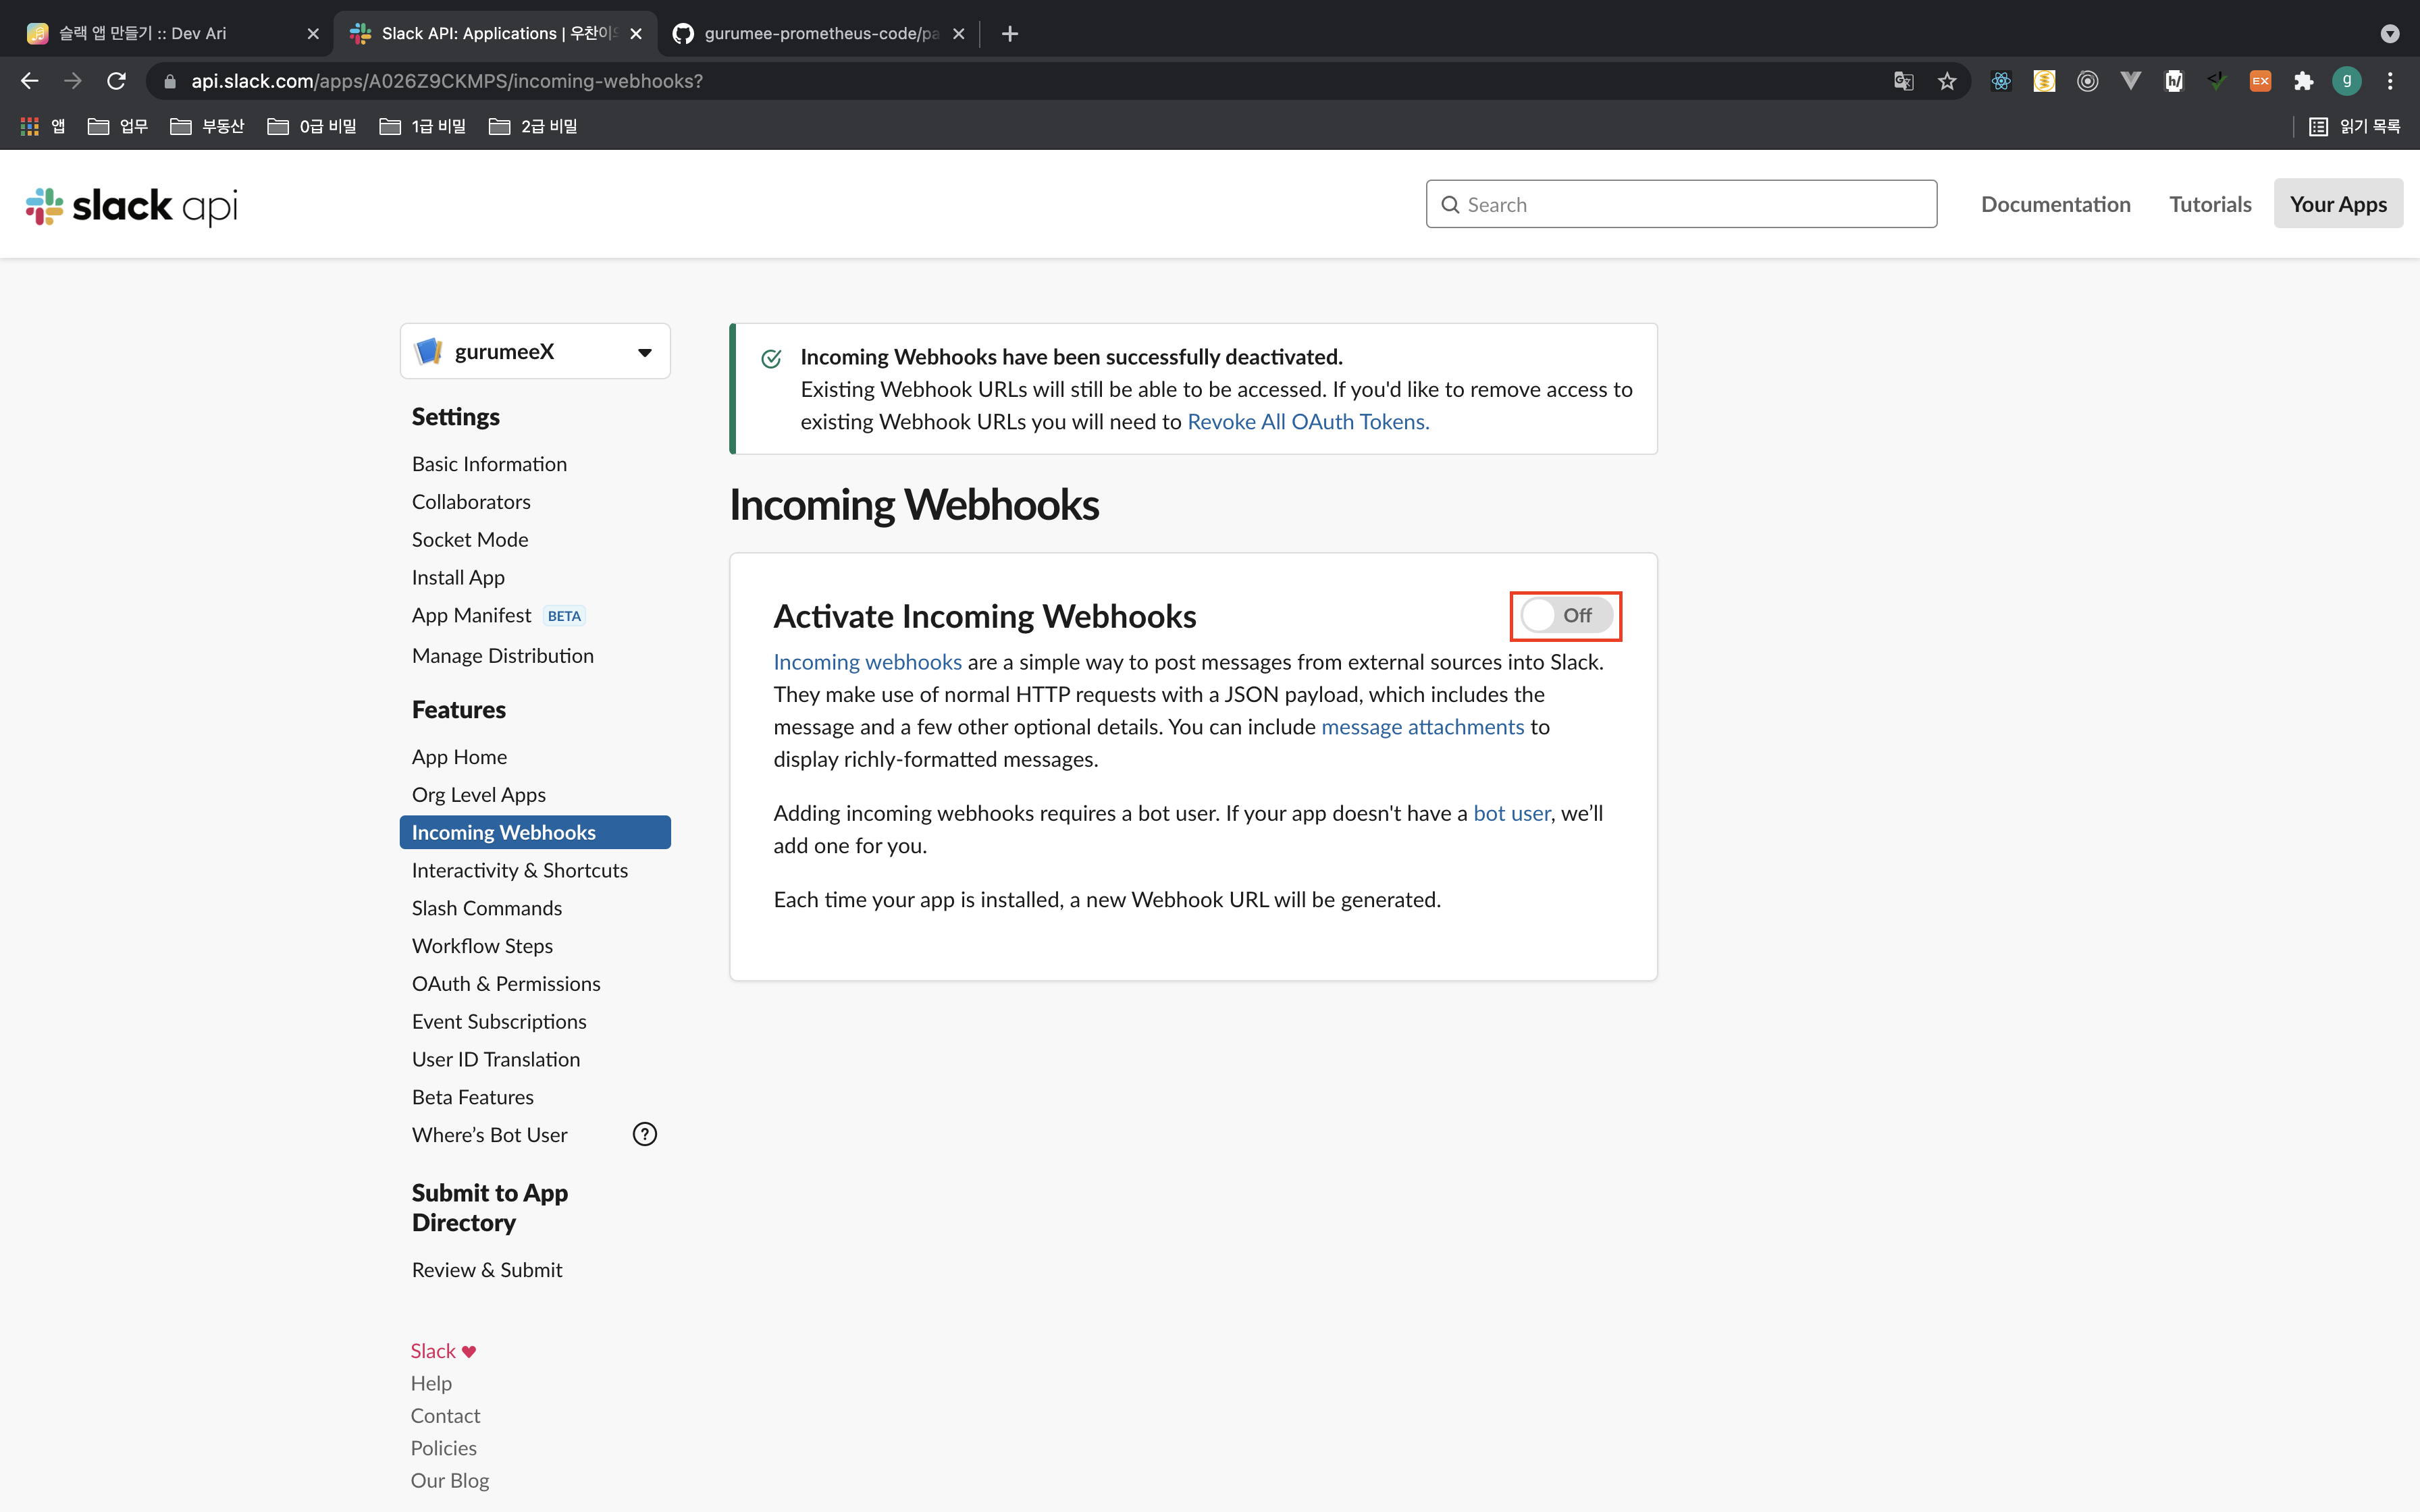 슬랙 앱 만들기 :: Dev Ari
Slack API: Applications | 우찬이
gurumee-prometheus-code/pa
api.slack.com/apps/A026Z9CKMPS/incoming-webhooks?
EX
g
앱
업무
부동산
0급 비밀
1급 비밀
2급 비밀
읽기 목록
slack api
Search
Documentation
Tutorials
Your Apps
gurumeeX
Settings
Basic Information
Collaborators
Socket Mode
Install App
App Manifest BETA
Manage Distribution
Features
App Home
Org Level Apps
Incoming Webhooks
Interactivity & Shortcuts
Slash Commands
Workflow Steps
OAuth & Permissions
Event Subscriptions
User ID Translation
Beta Features
Where’s Bot User
?
Submit to App
Directory
Review & Submit
Slack ♥
Help
Contact
Policies
Our Blog
Incoming Webhooks have been successfully deactivated.
Existing Webhook URLs will still be able to be accessed. If you'd like to remove access to
existing Webhook URLs you will need to Revoke All OAuth Tokens.
Incoming Webhooks
Activate Incoming Webhooks
Off
Incoming webhooks are a simple way to post messages from external sources into Slack.
They make use of normal HTTP requests with a JSON payload, which includes the
message and a few other optional details. You can include message attachments to
display richly-formatted messages.
Adding incoming webhooks requires a bot user. If your app doesn't have a bot user, we’ll
add one for you.
Each time your app is installed, a new Webhook URL will be generated.